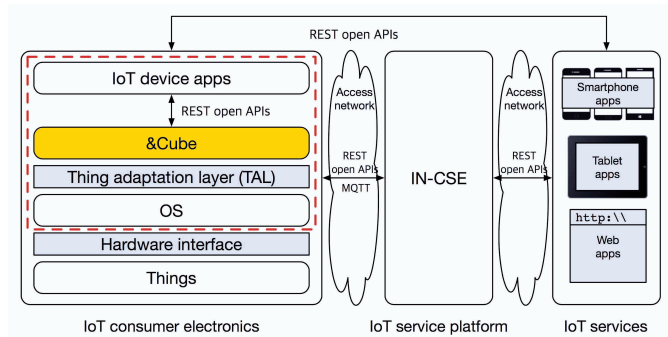 REST open APIs
IoT device apps
REST open APIs
&Cube
Thing adaptation layer (TAL)
OS
Hardware interface
Things
IoT consumer electronics
Access
network
REST
open APIs
MQTT
IN-CSE
IoT service platform
Access
network
REST
open APIs
Smartphone
apps
Tablet
apps
http:\\
Web
apps
IoT services